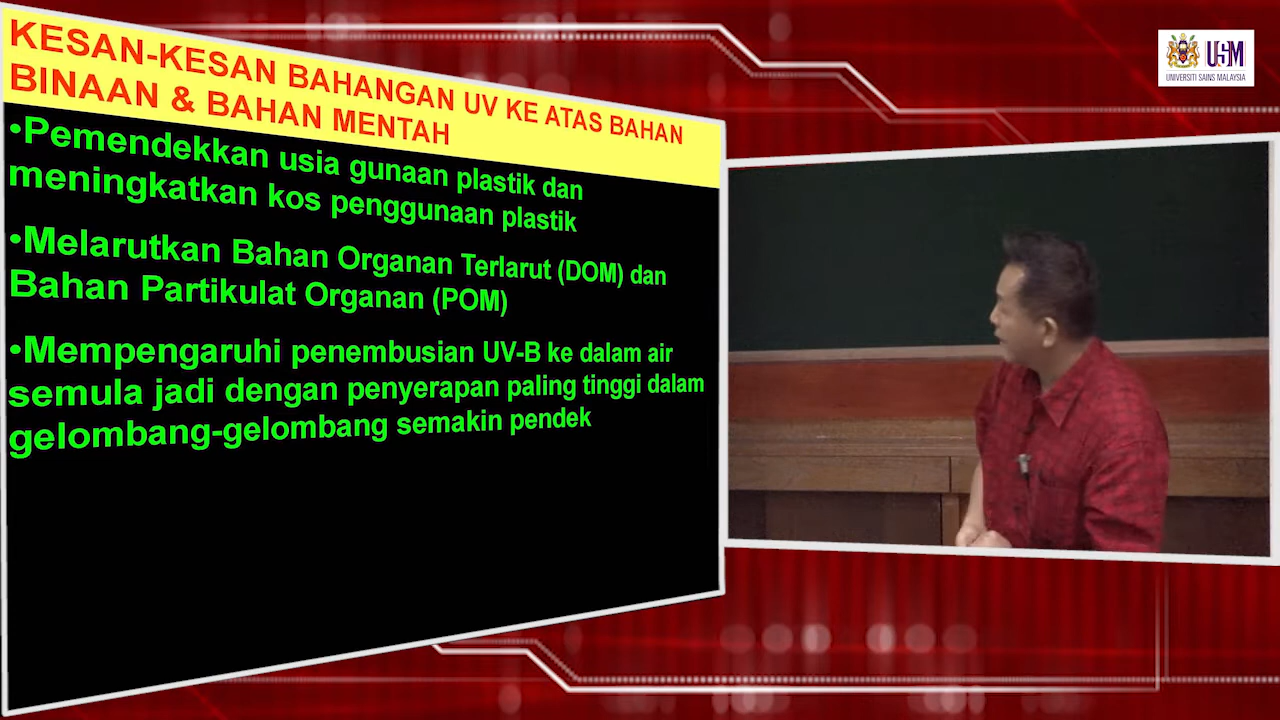 KESAN-KESAN BAHANGAN UV KE ATAS BAHAN
BINAAN & BAHAN MENTAH
•Pemendekkan usia gunaan plastik dan
meningkatkan kos penggunaan plastik
•Melarutkan Bahan Organan Terlarut (DOM) dan
Bahan Partikulat Organan (POM)
•Mempengaruhi penembusian UV-B ke dalam air
semula jadi dengan penyerapan paling tinggi dalam
gelombang-gelombang semakin pendek
USM
UNIVERSITI SAINS MALAYSIA